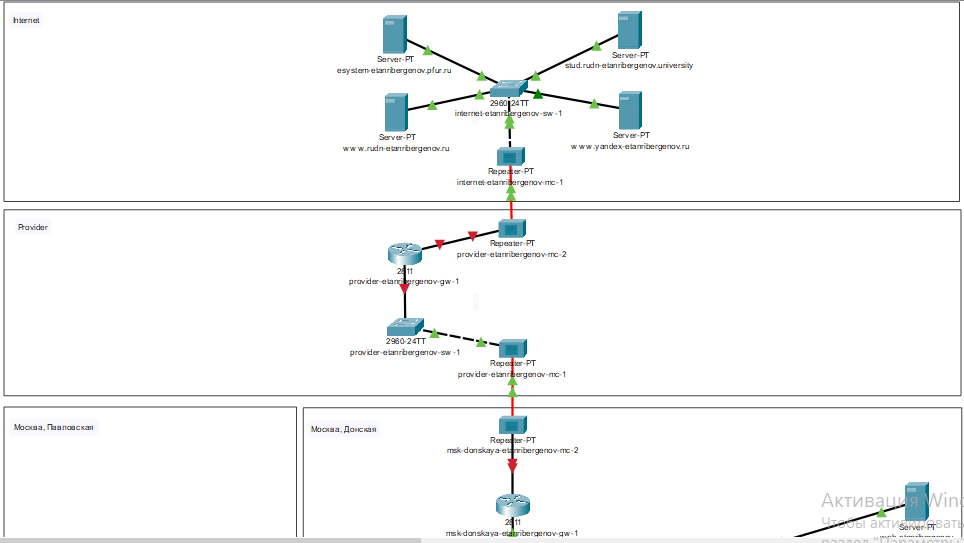 Internet
Server-PT
esystem-etanribergenov.pfur.ru
Server-PT
stud.rudn-etanribergenov.university
2960-24TT
internet-etanribergenov-sw-1
Server-PT
www.rudn-etanribergenov.ru
Server-PT
www.yandex-etanribergenov.ru
Repeater-PT
internet-etanribergenov-mc-1
Provider
Repeater-PT
provider-etanribergenov-mc-2
2811
provider-etanribergenov-gw-1
2960-24TT
provider-etanribergenov-sw-1
Repeater-PT
provider-etanribergenov-mc-1
Москва, Павловская
Москва, Донская
Repeater-PT
msk-donskaya-etanribergenov-mc-2
2811
msk-donskaya-etanribergenov-gw-1
Активация Win
Чтобы активировать
раздел "Параметры
Server-PT